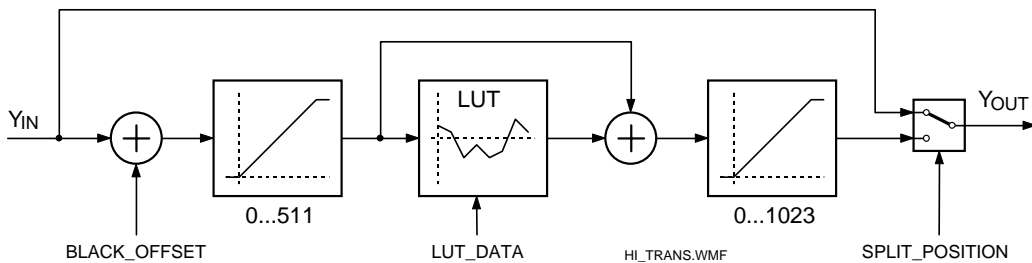 LUT
YIN
YOUT
0...511
0...1023
BLACK_OFFSET
LUT_DATA
HI_TRANS.WMF
SPLIT_POSITION